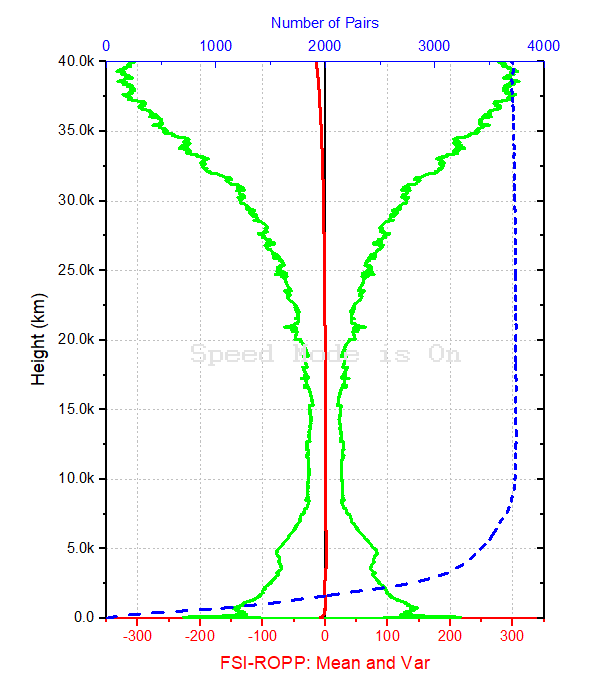 Number of Pairs
0 1000 2000 3000 4000
40.0k
35.0k
30.0k
25.0k
20.0k
15.0k
10.0k
5.0k
0.0
Height (km)
Speed Mode is On
-300 -200 -100 0 100 200 300
FSI-ROPP: Mean and Var